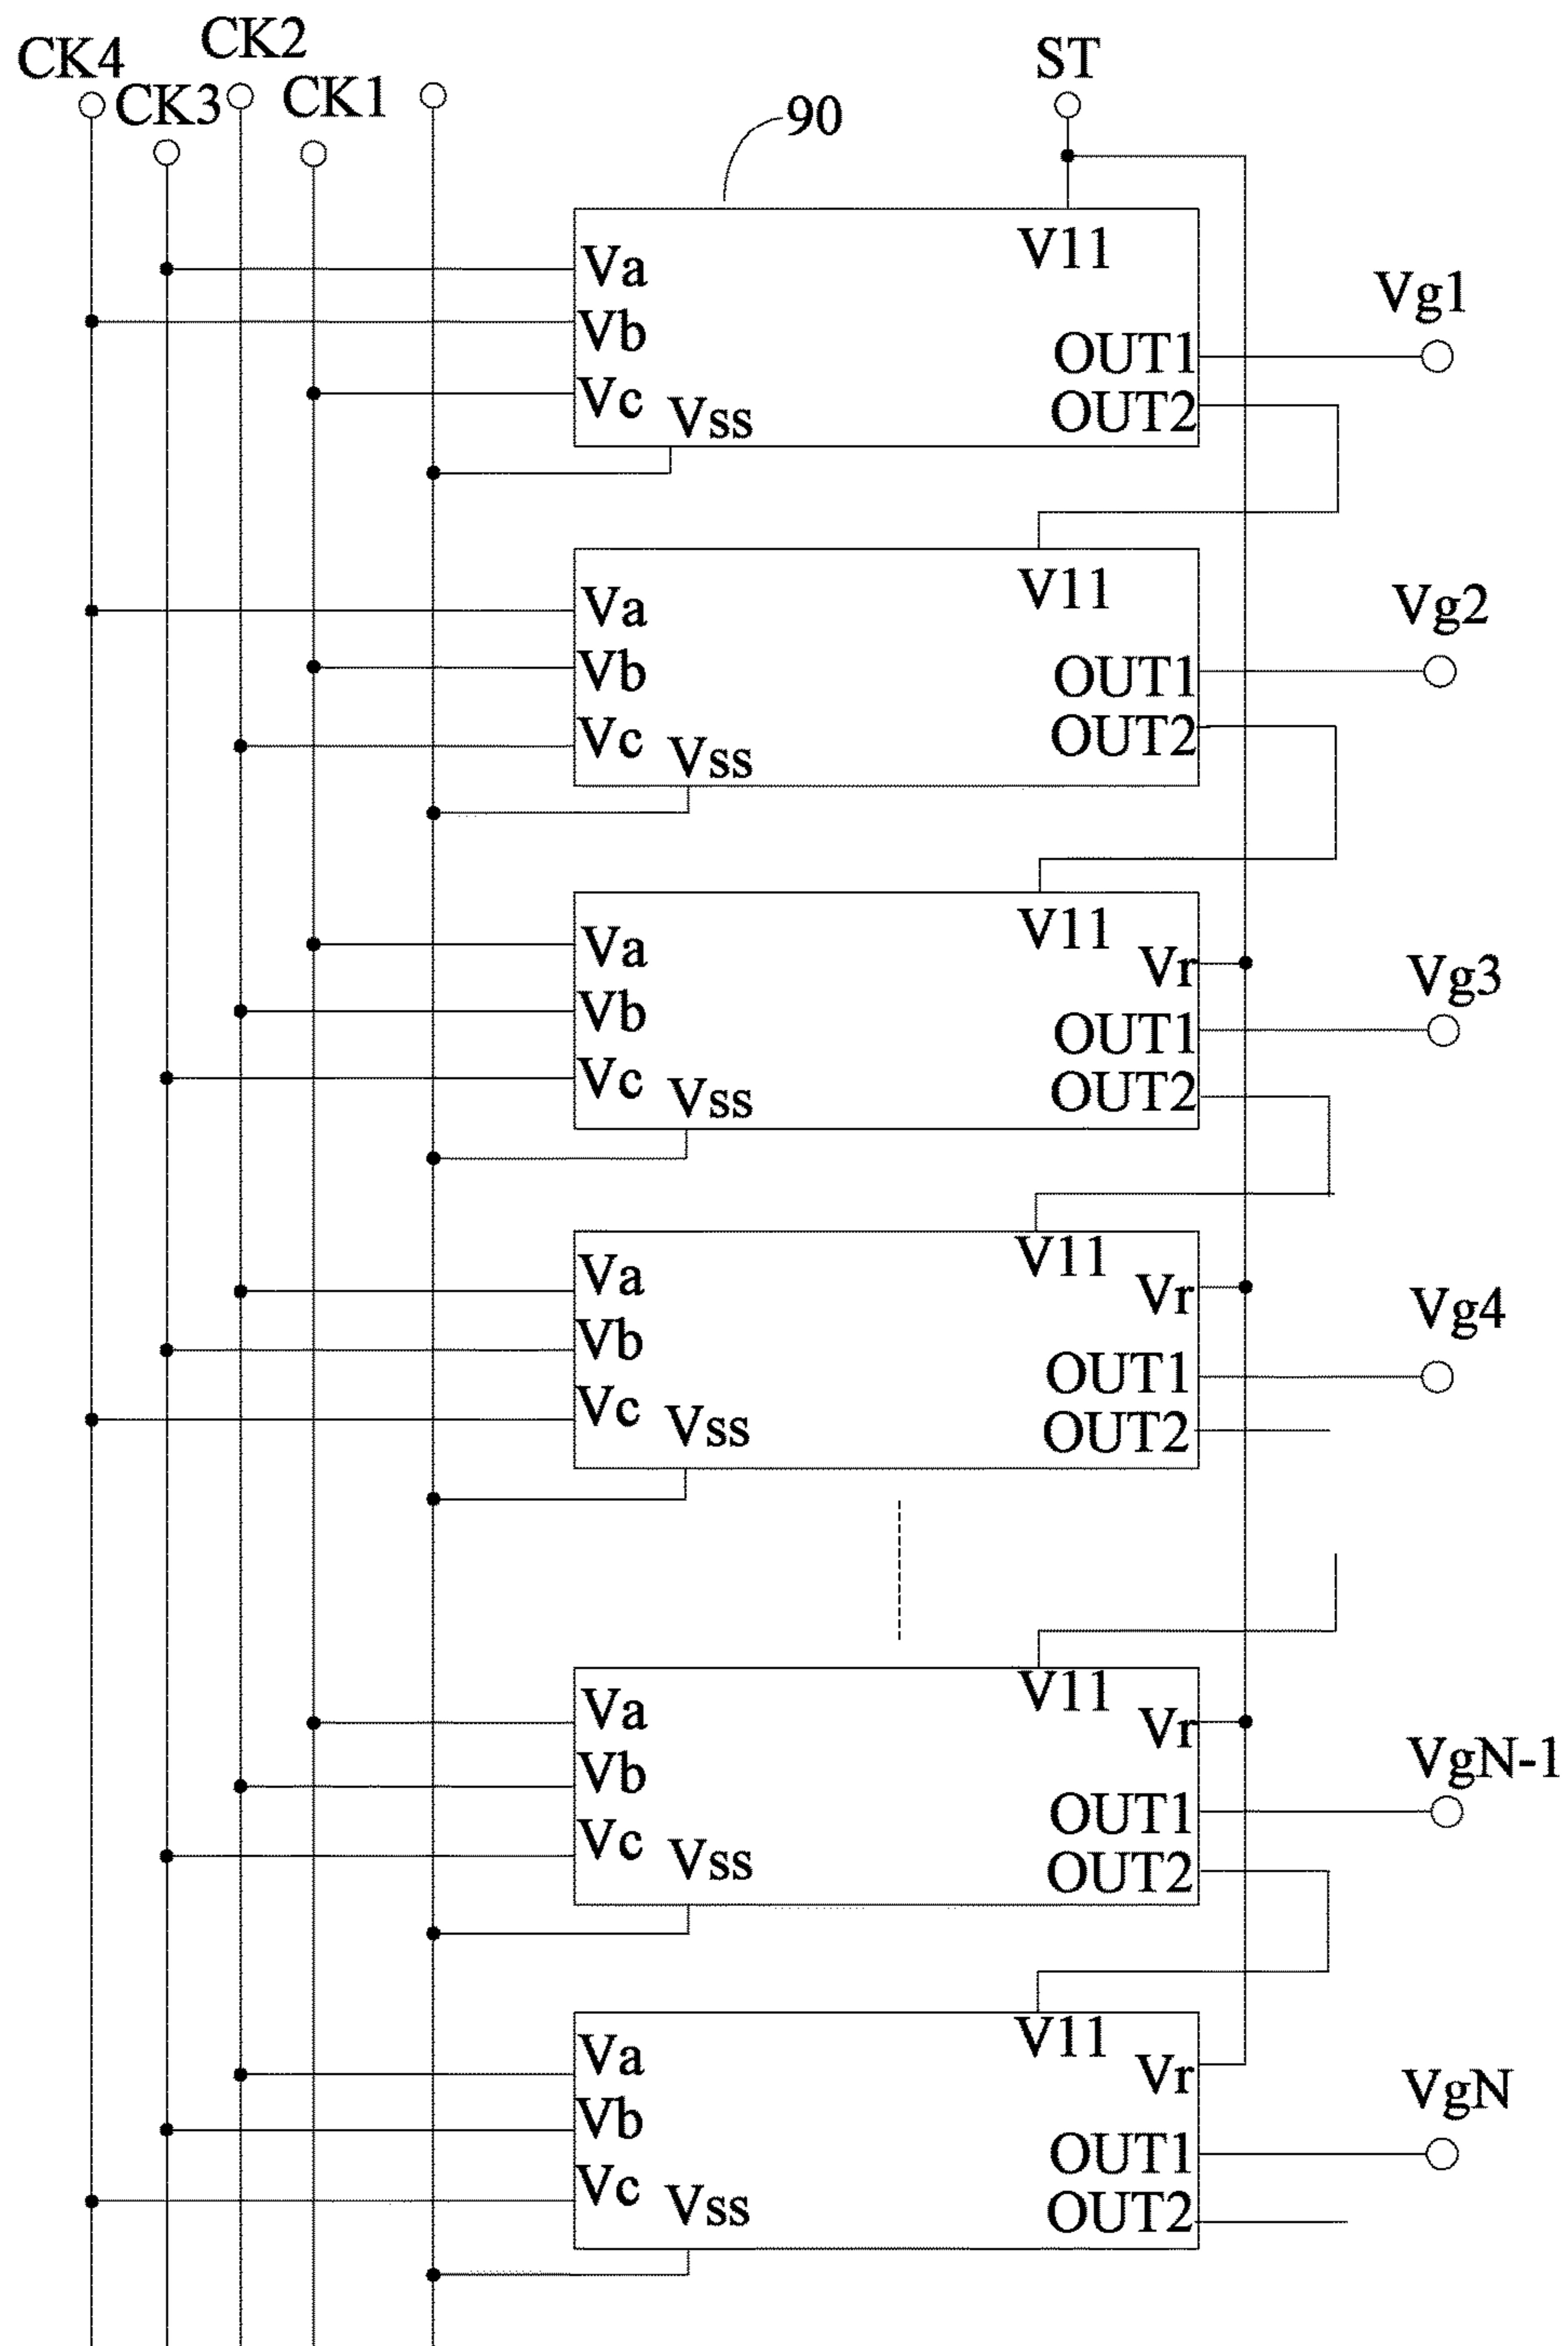 CK4
CK3
CK2
CK1
ST
90
Va
Vb
Vc
Vss
V11
OUT1
OUT2
Vg1
Va
Vb
Vc
Vss
V11
OUT1
OUT2
Vg2
Va
Vb
Vc
Vss
V11
Vr
OUT1
OUT2
Vg3
Va
Vb
Vc
Vss
V11
Vr
OUT1
OUT2
Vg4
Va
Vb
Vc
Vss
V11
Vr
OUT1
OUT2
VgN-1
Va
Vb
Vc
Vss
V11
Vr
OUT1
OUT2
VgN